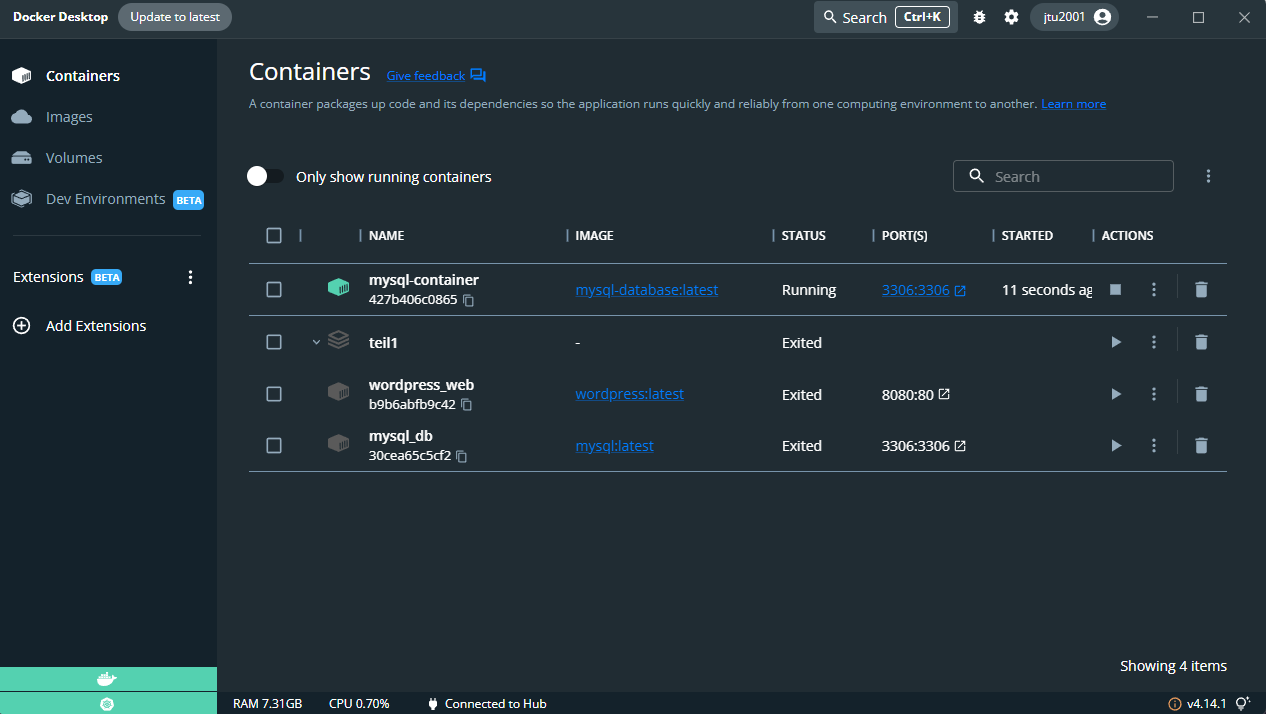 Docker Desktop Update to latest Search Ctrl+K jtu2001
Containers
Images
Volumes
Dev Environments BETA
Extensions BETA
Add Extensions
Containers Give feedback
A container packages up code and its dependencies so the application runs quickly and reliably from one computing environment to another. Learn more
Only show running containers Search
NAME IMAGE STATUS PORT(S) STARTED ACTIONS
mysql-container mysql-database:latest Running 3306:3306 11 seconds ag
427b406c0865
teil1 - Exited
wordpress_web wordpress:latest Exited 8080:80
b9b6abfb9c42
mysql_db mysql:latest Exited 3306:3306
30cea65c5cf2
Showing 4 items
RAM 7.31GB CPU 0.70% Connected to Hub v4.14.1